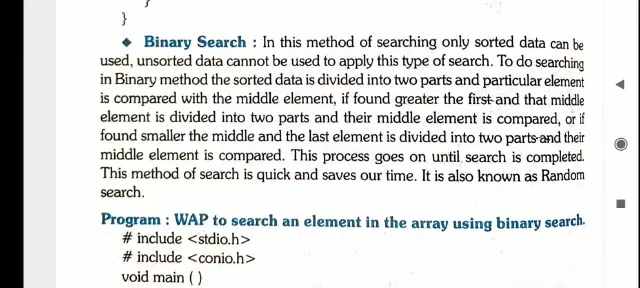 }
◆ Binary Search : In this method of searching only sorted data can be
used, unsorted data cannot be used to apply this type of search. To do searching
in Binary method the sorted data is divided into two parts and particular element
is compared with the middle element, if found greater the first and that middle
element is divided into two parts and their middle element is compared, or if
found smaller the middle and the last element is divided into two parts and their
middle element is compared. This process goes on until search is completed.
This method of search is quick and saves our time. It is also known as Random
search.
Program : WAP to search an element in the array using binary search.
# include <stdio.h>
# include <conio.h>
void main ( )